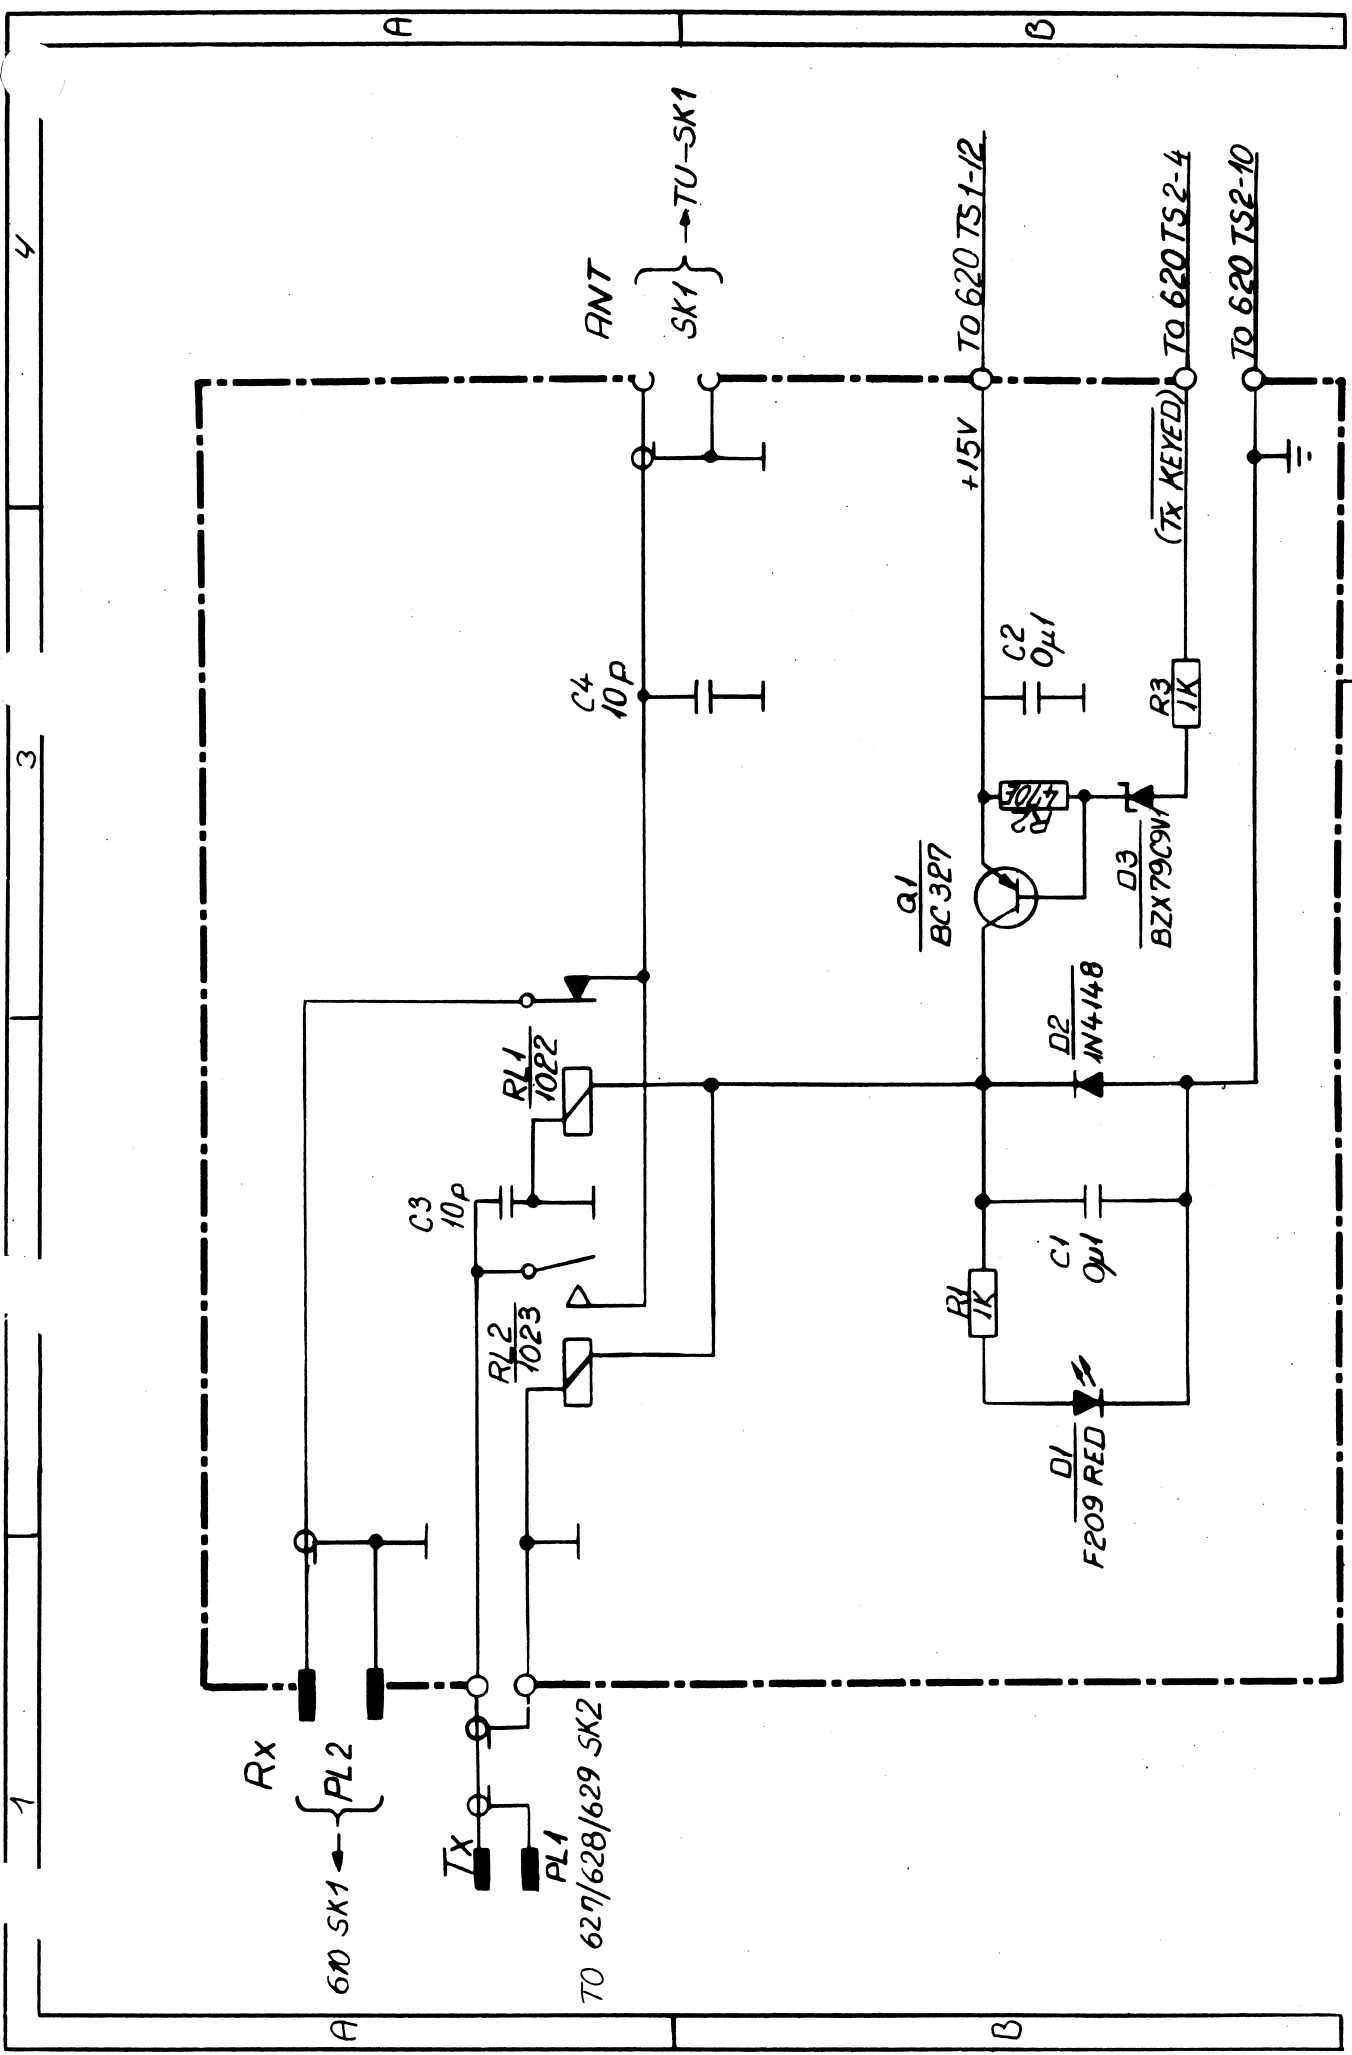 A
B
1
3
4
Rx
PL2
610 SK1
Tx
PL1
TO 627/628/629 SK2
RL2
1023
C3
10p
RL1
1022
C4
10p
ANT
SK1
TU-SK1
D1
F209 RED
R1
1K
C1
0µ1
D2
1N4148
Q1
BC327
R2
470E
D3
BZX79C9V1
C2
0µ1
R3
1K
+15V
TO 620 TS1-12
(Tx KEYED)
TO 620 TS2-4
TO 620 TS2-10
A
B